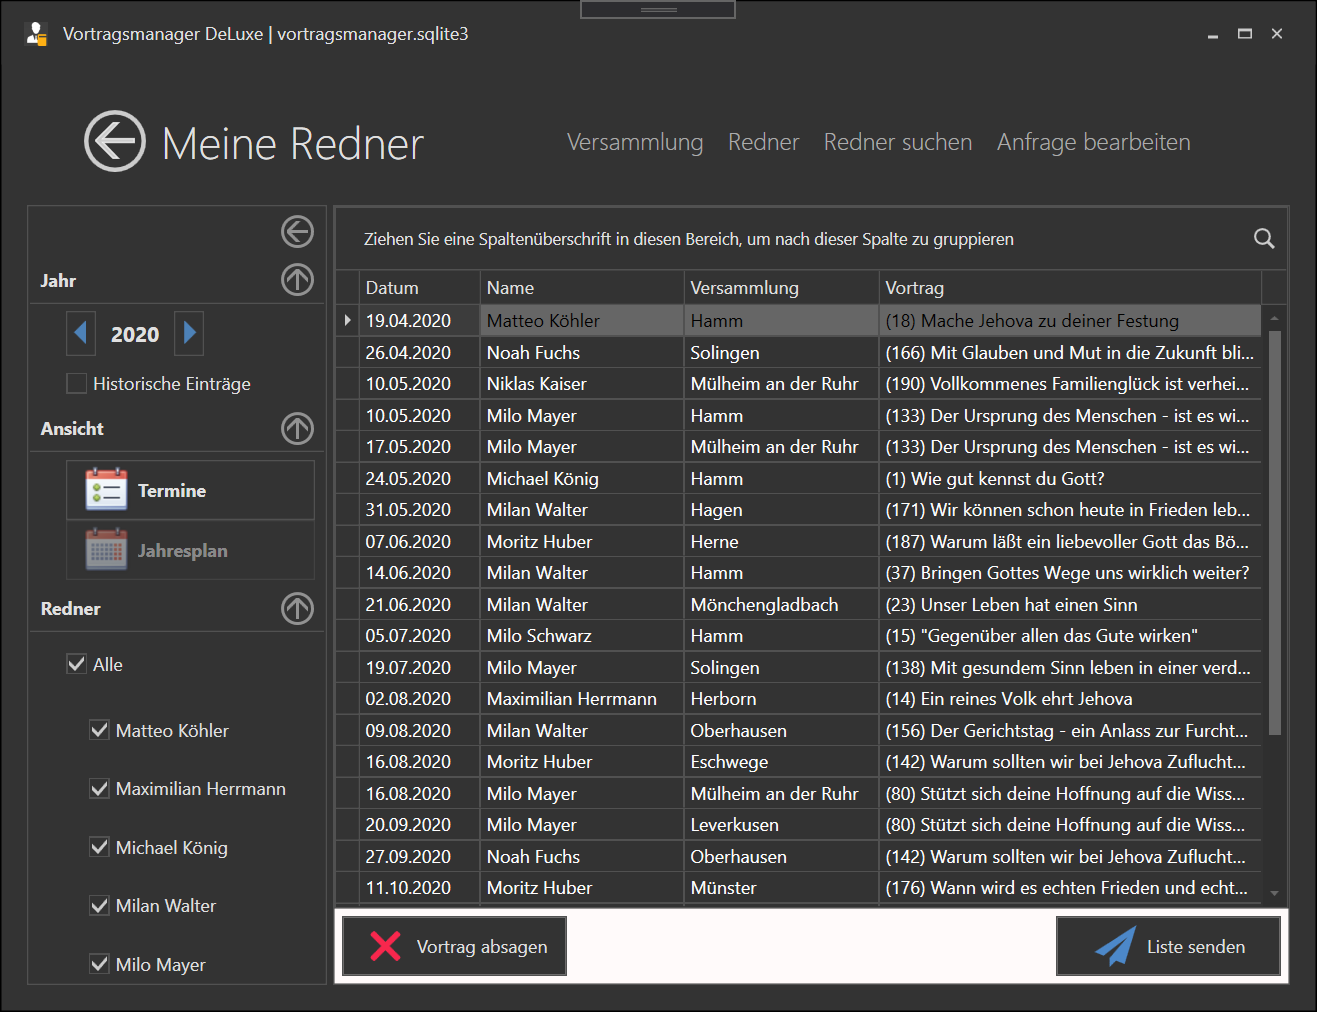 Vortragsmanager DeLuxe | vortragsmanager.sqlite3
Meine Redner
Versammlung Redner Redner suchen Anfrage bearbeiten
Jahr
2020
Historische Einträge
Ansicht
Termine
Jahresplan
Redner
Alle
Matteo Köhler
Maximilian Herrmann
Michael König
Milan Walter
Milo Mayer
Ziehen Sie eine Spaltenüberschrift in diesen Bereich, um nach dieser Spalte zu gruppieren
Datum Name Versammlung Vortrag
19.04.2020 Matteo Köhler Hamm (18) Mache Jehova zu deiner Festung
26.04.2020 Noah Fuchs Solingen (166) Mit Glauben und Mut in die Zukunft bli...
10.05.2020 Niklas Kaiser Mülheim an der Ruhr (190) Vollkommenes Familienglück ist verhei...
10.05.2020 Milo Mayer Hamm (133) Der Ursprung des Menschen - ist es wi...
17.05.2020 Milo Mayer Mülheim an der Ruhr (133) Der Ursprung des Menschen - ist es wi...
24.05.2020 Michael König Hamm (1) Wie gut kennst du Gott?
31.05.2020 Milan Walter Hagen (171) Wir können schon heute in Frieden leb...
07.06.2020 Moritz Huber Herne (187) Warum läßt ein liebevoller Gott das Bö...
14.06.2020 Milan Walter Hamm (37) Bringen Gottes Wege uns wirklich weiter?
21.06.2020 Milan Walter Mönchengladbach (23) Unser Leben hat einen Sinn
05.07.2020 Milo Schwarz Hamm (15) "Gegenüber allen das Gute wirken"
19.07.2020 Milo Mayer Solingen (138) Mit gesundem Sinn leben in einer verd...
02.08.2020 Maximilian Herrmann Herborn (14) Ein reines Volk ehrt Jehova
09.08.2020 Milan Walter Oberhausen (156) Der Gerichtstag - ein Anlass zur Furcht...
16.08.2020 Moritz Huber Eschwege (142) Warum sollten wir bei Jehova Zuflucht...
16.08.2020 Milo Mayer Mülheim an der Ruhr (80) Stützt sich deine Hoffnung auf die Wiss...
20.09.2020 Milo Mayer Leverkusen (80) Stützt sich deine Hoffnung auf die Wiss...
27.09.2020 Noah Fuchs Oberhausen (142) Warum sollten wir bei Jehova Zuflucht...
11.10.2020 Moritz Huber Münster (176) Wann wird es echten Frieden und echt...
Vortrag absagen Liste senden